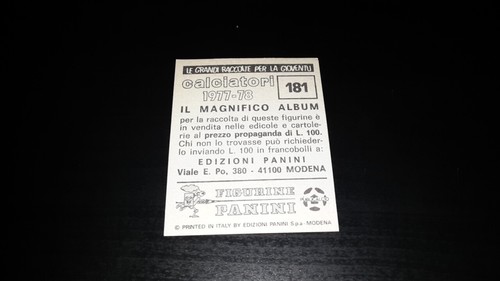 LE GRANDI RACCOLTE PER LA GIOVENTÙ
calciatori
1977-78
181
IL MAGNIFICO ALBUM
per la raccolta di queste figurine è
in vendita nelle edicole e cartole-
rie al prezzo propaganda di L. 100.
Chi non lo trovasse può richieder-
lo inviando L. 100 in francobolli a:
EDIZIONI PANINI
Viale E. Po, 380 - 41100 MODENA
FIGURINE
PANINI
© PRINTED IN ITALY BY EDIZIONI PANINI S.p.a. - MODENA